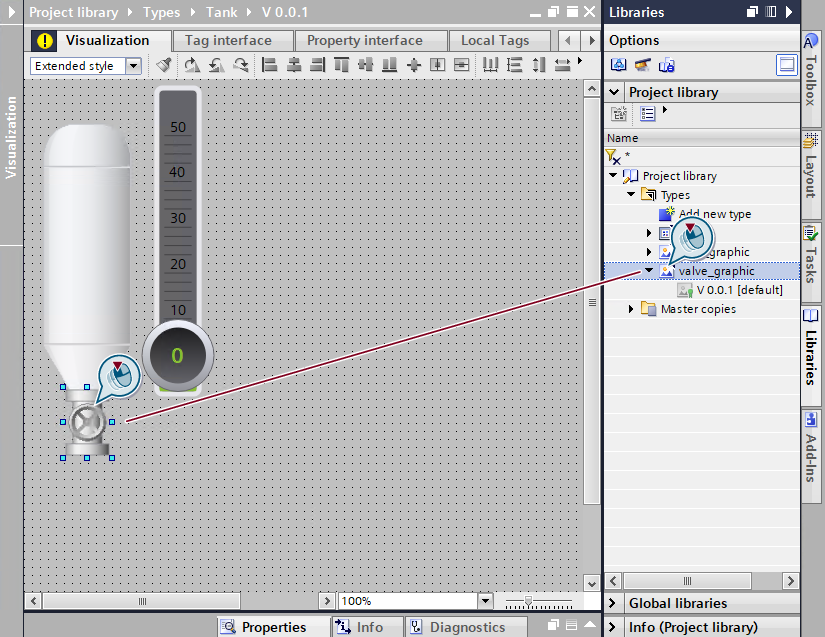 Project library Types Tank V 0.0.1
Visualization Tag interface Property interface Local Tags
Extended style
Visualization
50
40
30
20
10
0
100%
Properties Info Diagnostics
Libraries
Options
Project library
Name
*
Project library
Types
Add new type
_graphic
valve_graphic
V 0.0.1 [default]
Master copies
Global libraries
Info (Project library)
Toolbox
Layout
Tasks
Libraries
Add-Ins